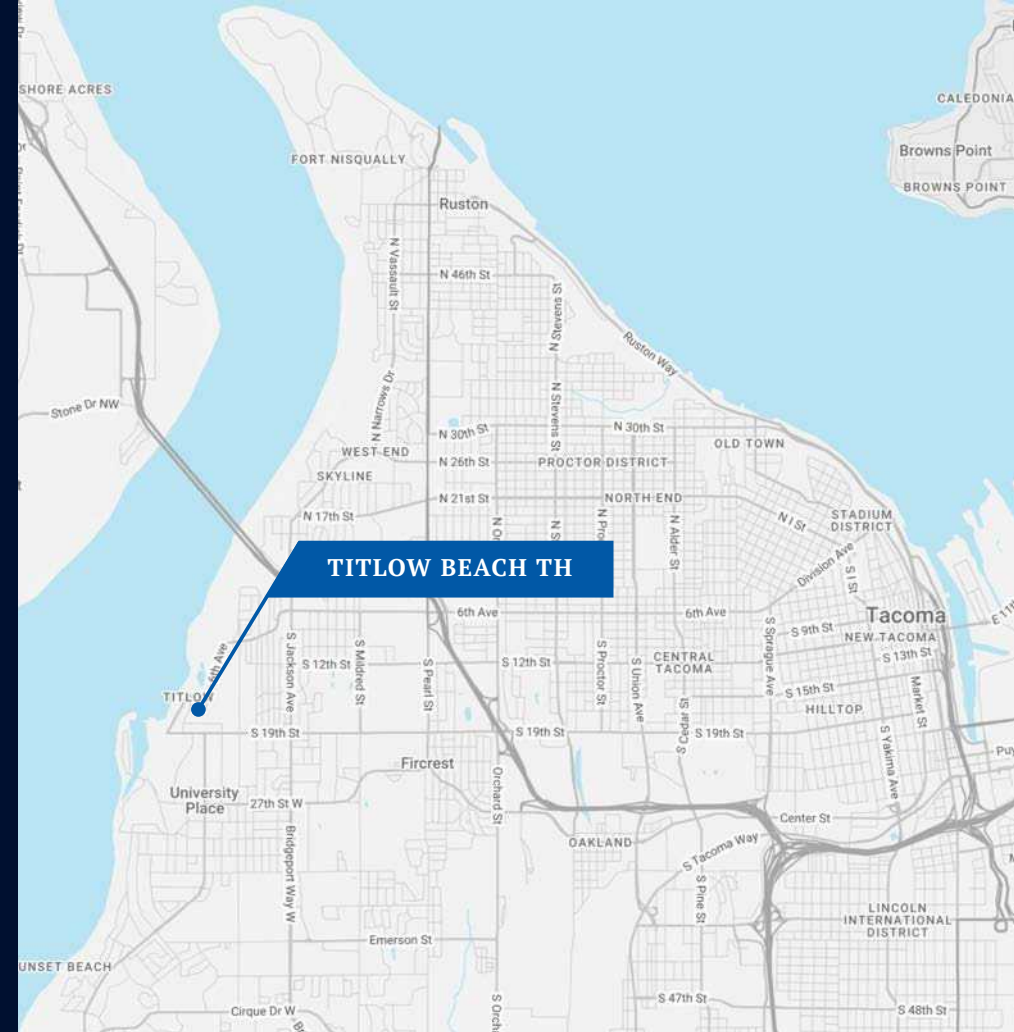 SHORE ACRES
CALEDONIA
FORT NISQUALLY
Browns Point
BROWNS POINT
Ruston
N Vassault St
N 46th St
N Stevens St
Ruston Way
Stone Dr NW
N Narrows Dr
N Stevens St
N 30th St
N 30th St
WEST END
OLD TOWN
N 26th St
PROCTOR DISTRICT
SKYLINE
N 21st St
NORTH END
N 17th St
N I St
STADIUM
DISTRICT
N Alder St
Division Ave
S I St
TITLOW BEACH TH
6th Ave
6th Ave
Tacoma
S 9th St
NEW TACOMA
S Sprague Ave
6th Ave
S Jackson Ave
S 12th St
S Mildred St
S Pearl St
S 12th St
S Proctor St
S Union Ave
CENTRAL
TACOMA
S 13th St
S 15th St
Market St
TITLOW
HILLTOP
S Cedar St
S 19th St
S 19th St
S 19th St
S Yakima Ave
Fircrest
University
Place
27th St W
Orchard St
Center St
Bridgeport Way W
OAKLAND
S Tacoma Way
S Pine St
LINCOLN
INTERNATIONAL
DISTRICT
Emerson St
UNSET BEACH
S 47th St
S 48th St
Cirque Dr W
S Orch